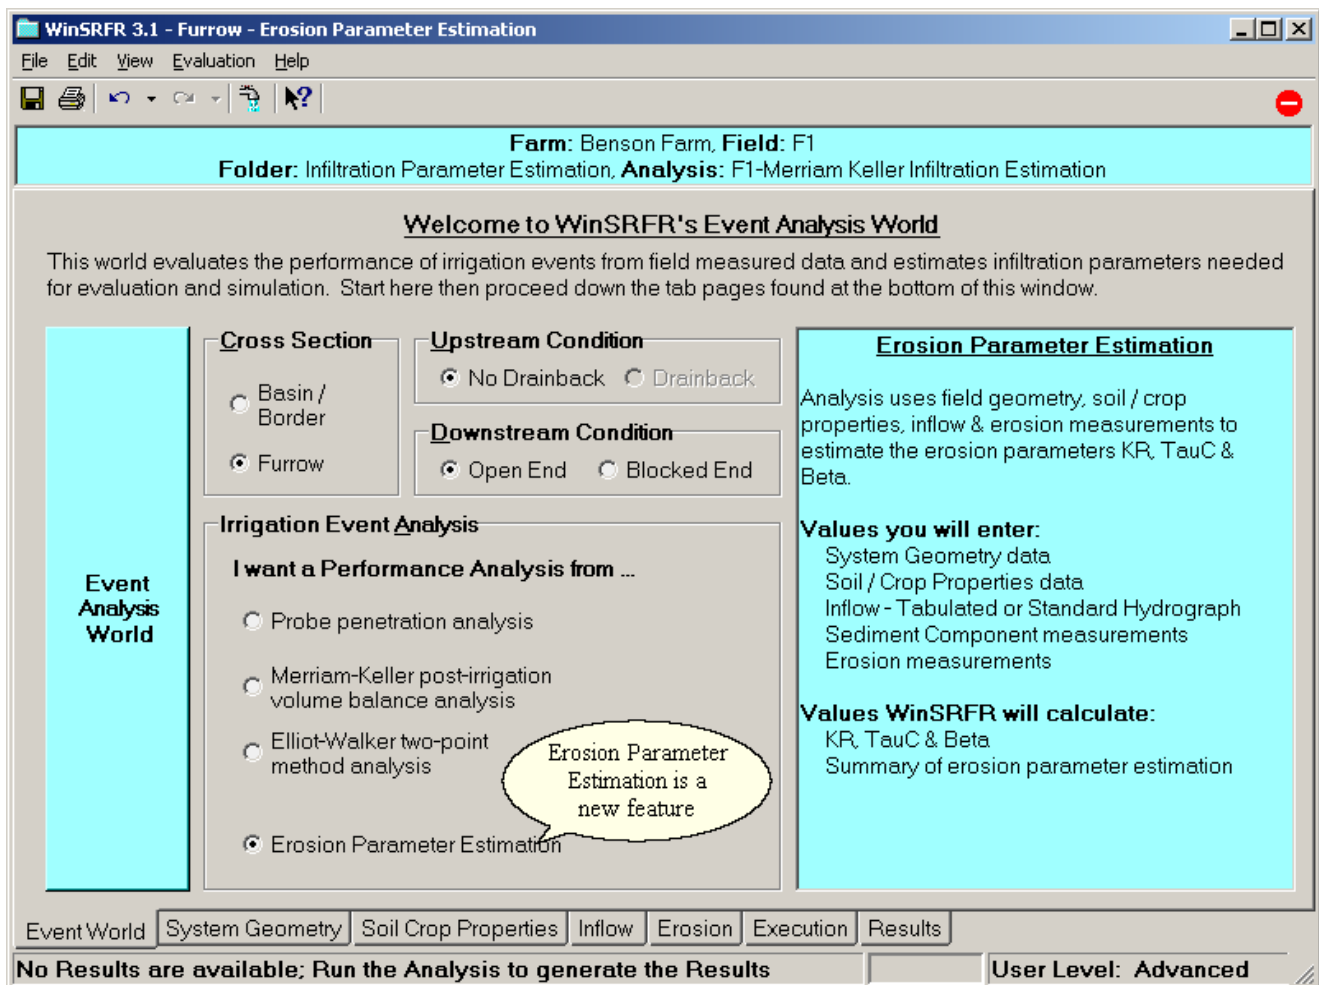 WinSRFR 3.1 - Furrow - Erosion Parameter Estimation
File Edit View Evaluation Help
Farm: Benson Farm, Field: F1
Folder: Infiltration Parameter Estimation, Analysis: F1-Merriam Keller Infiltration Estimation
Welcome to WinSRFR's Event Analysis World
This world evaluates the performance of irrigation events from field measured data and estimates infiltration parameters needed
for evaluation and simulation. Start here then proceed down the tab pages found at the bottom of this window.
Event
Analysis
World
Cross Section
Basin /
Border
Furrow
Upstream Condition
No Drainback Drainback
Downstream Condition
Open End Blocked End
Irrigation Event Analysis
I want a Performance Analysis from ...
Probe penetration analysis
Merriam-Keller post-irrigation
volume balance analysis
Elliot-Walker two-point
method analysis
Erosion Parameter Estimation
Erosion Parameter
Estimation is a
new feature
Erosion Parameter Estimation
Analysis uses field geometry, soil / crop
properties, inflow & erosion measurements to
estimate the erosion parameters KR, TauC &
Beta.
Values you will enter:
System Geometry data
Soil / Crop Properties data
Inflow - Tabulated or Standard Hydrograph
Sediment Component measurements
Erosion measurements
Values WinSRFR will calculate:
KR, TauC & Beta
Summary of erosion parameter estimation
Event World System Geometry Soil Crop Properties Inflow Erosion Execution Results
No Results are available; Run the Analysis to generate the Results User Level: Advanced